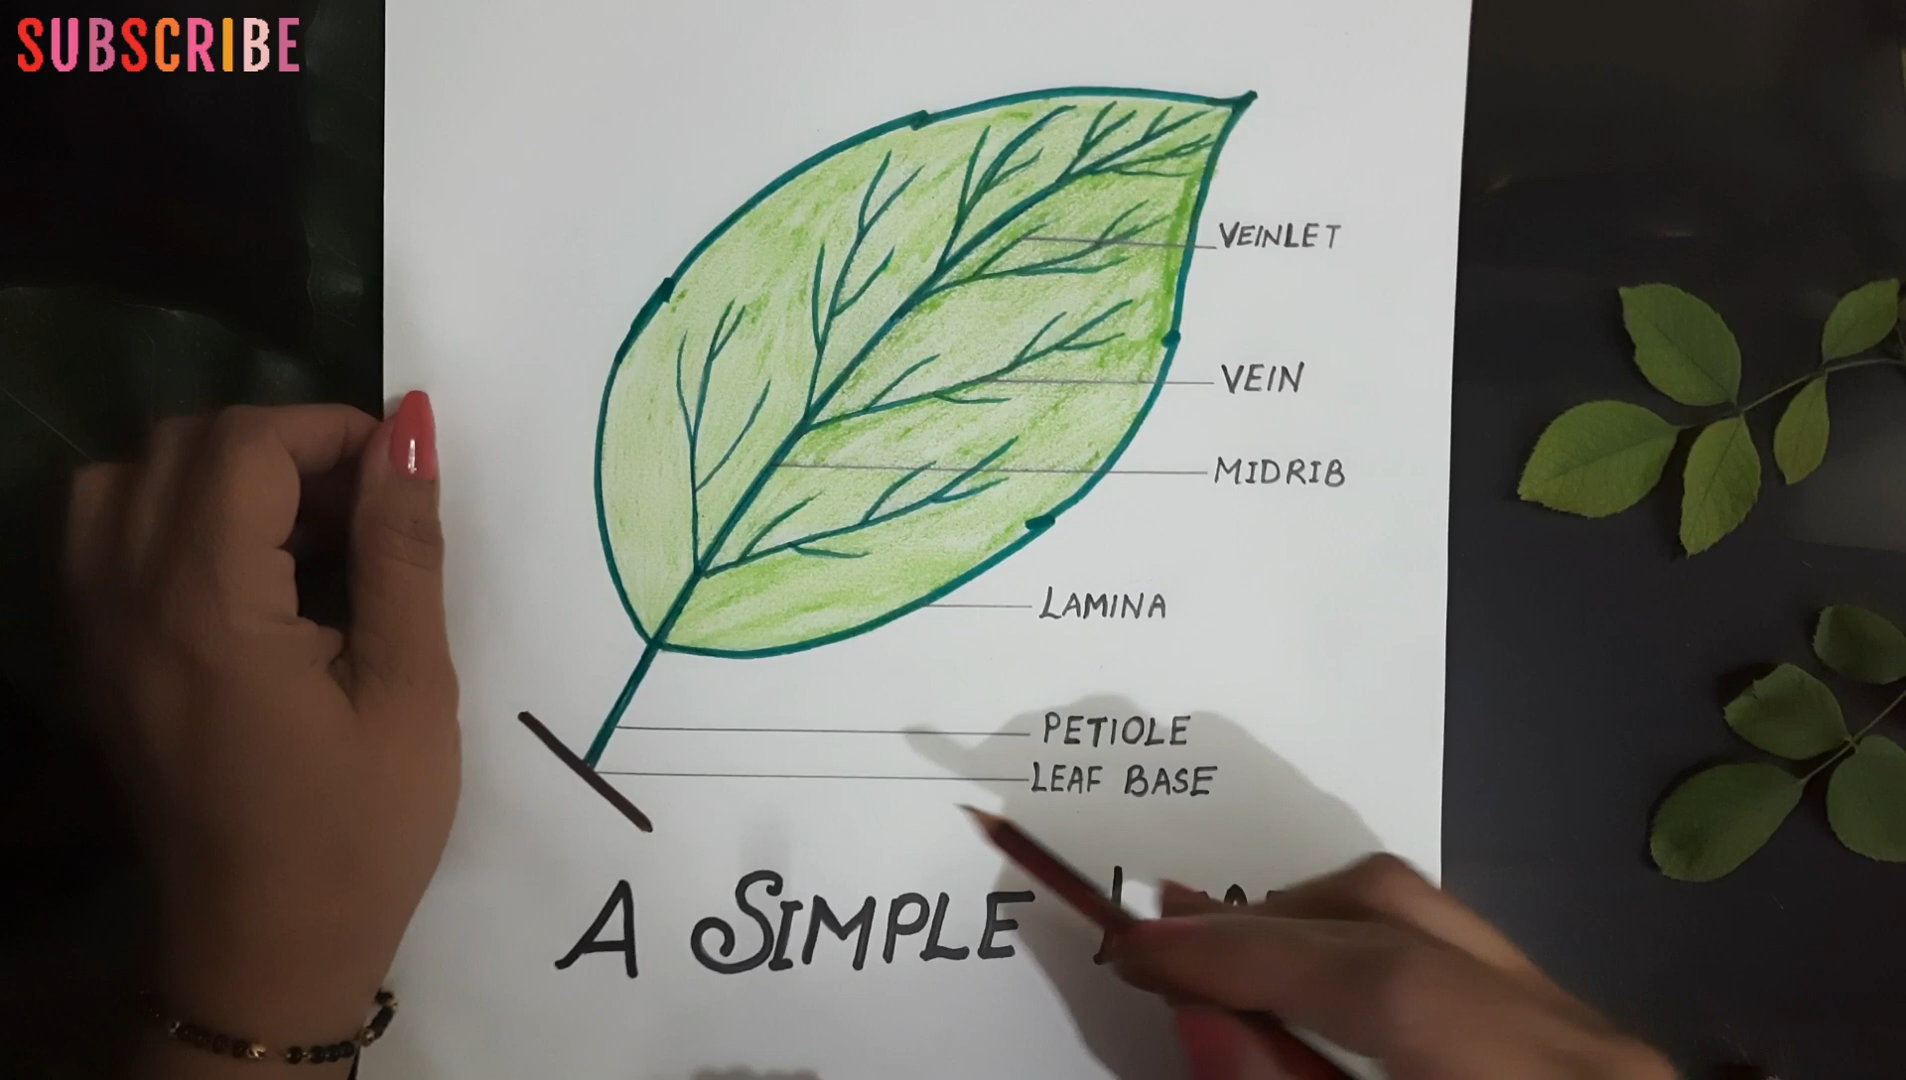 SUBSCRIBE
VEINLET
VEIN
MIDRIB
LAMINA
PETIOLE
LEAF BASE
A SIMPLE